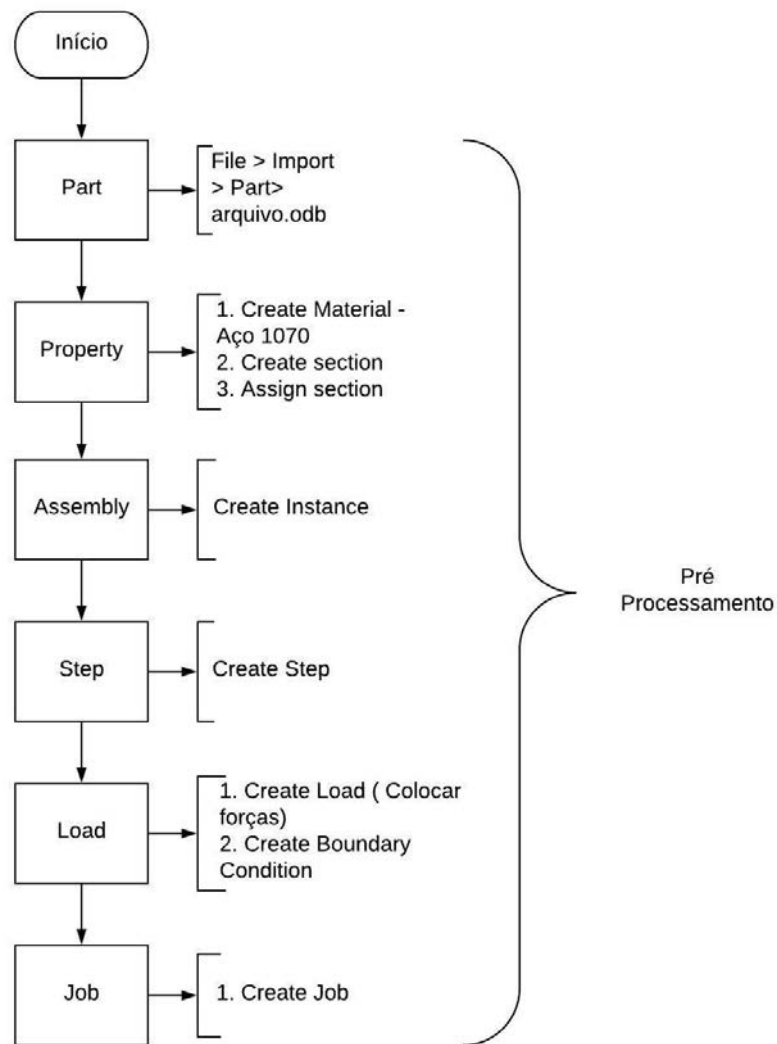 Início
Part
File > Import
> Part>
arquivo.odb
Property
1. Create Material -
Aço 1070
2. Create section
3. Assign section
Assembly
Create Instance
Step
Create Step
Load
1. Create Load ( Colocar
forças)
2. Create Boundary
Condition
Job
1. Create Job
Pré
Processamento